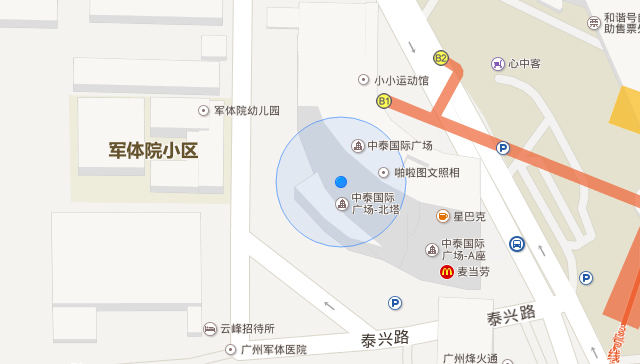 和谐号
助售票
B2
心中客
小小运动馆
B1
军体院幼儿园
中泰国际广场
P
军体院小区
啦啦图文照相
中泰国际
广场-北塔
星巴克
中泰国际
广场-A座
麦当劳
P
P
泰兴路
云峰招待所
泰兴路
广州军体医院
广州烽火通